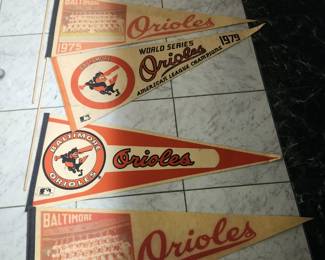 Orioles
1975
WORLD SERIES
1979
Orioles
AMERICAN LEAGUE CHAMPIONS
BALTIMORE
ORIOLES
Orioles
BALTIMORE
Orioles